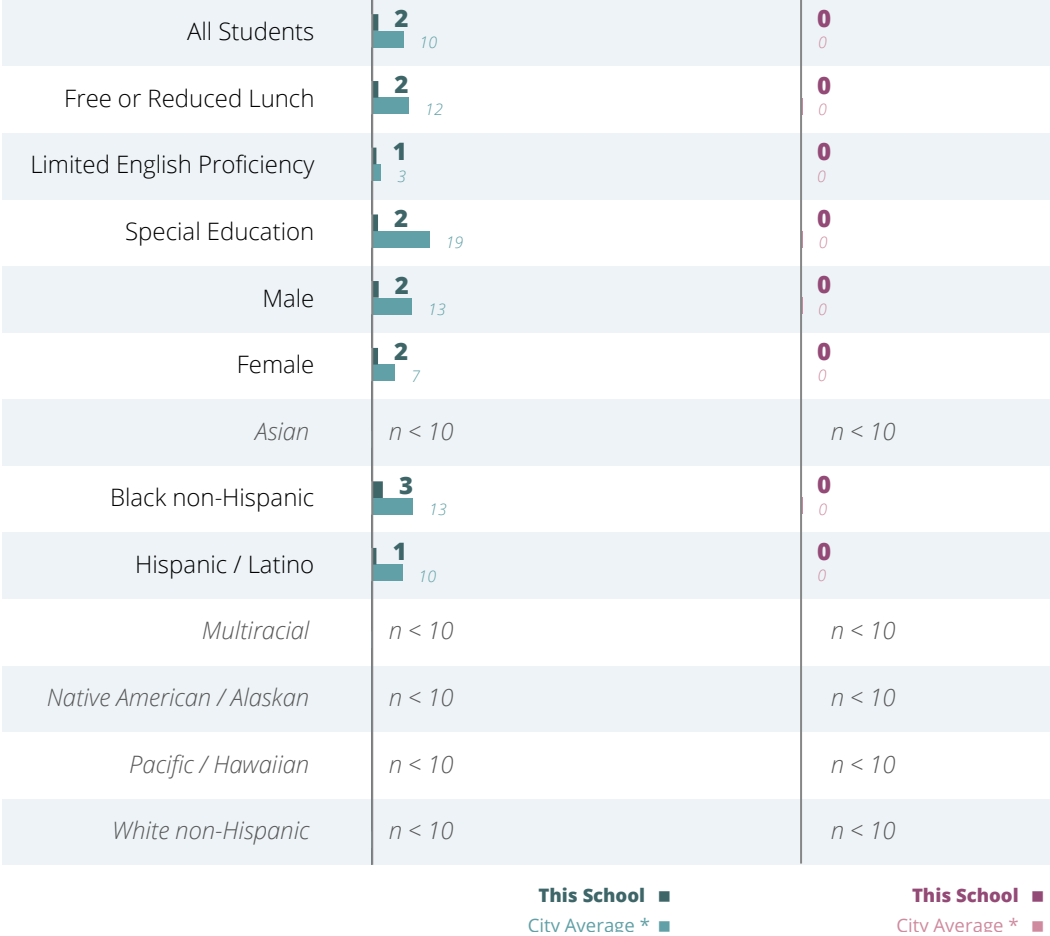 All Students 2 0
10 0
Free or Reduced Lunch 2 0
12 0
Limited English Proficiency 1 0
3 0
Special Education 2 0
19 0
Male 2 0
13 0
Female 2 0
7 0
Asian n < 10 n < 10
Black non-Hispanic 3 0
13 0
Hispanic / Latino 1 0
10 0
Multiracial n < 10 n < 10
Native American / Alaskan n < 10 n < 10
Pacific / Hawaiian n < 10 n < 10
White non-Hispanic n < 10 n < 10
This School ■ This School ■
City Average * ■ City Average * ■